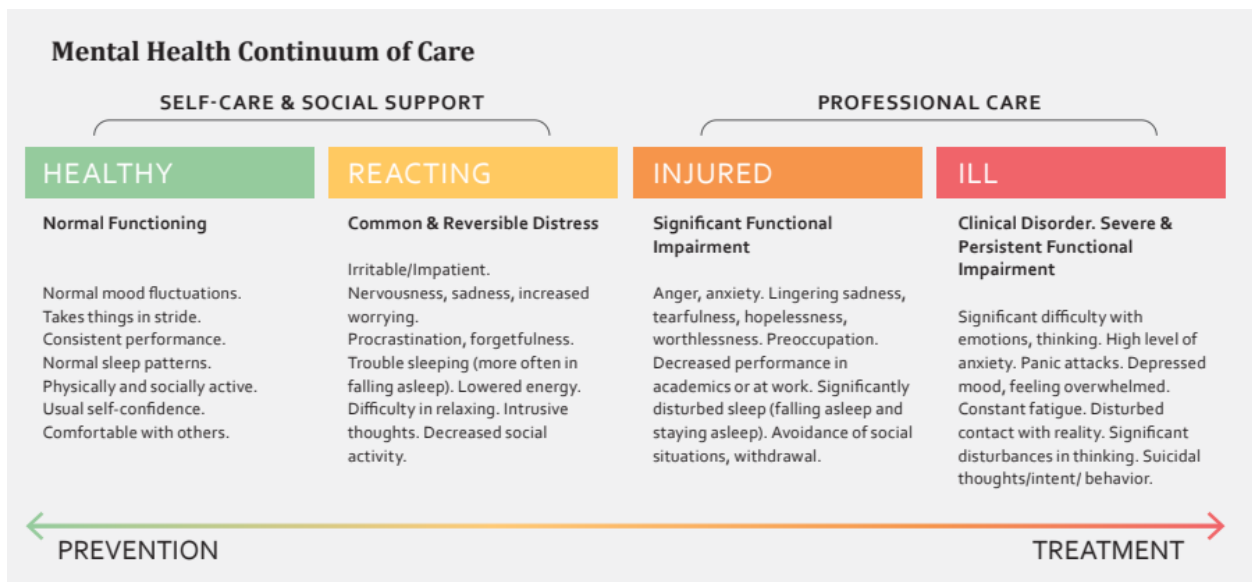 Mental Health Continuum of Care
SELF-CARE & SOCIAL SUPPORT
PROFESSIONAL CARE
HEALTHY
Normal Functioning
Normal mood fluctuations.
Takes things in stride.
Consistent performance.
Normal sleep patterns.
Physically and socially active.
Usual self-confidence.
Comfortable with others.
REACTING
Common & Reversible Distress
Irritable/Impatient.
Nervousness, sadness, increased
worrying.
Procrastination, forgetfulness.
Trouble sleeping (more often in
falling asleep). Lowered energy.
Difficulty in relaxing. Intrusive
thoughts. Decreased social
activity.
INJURED
Significant Functional
Impairment
Anger, anxiety. Lingering sadness,
tearfulness, hopelessness,
worthlessness. Preoccupation.
Decreased performance in
academics or at work. Significantly
disturbed sleep (falling asleep and
staying asleep). Avoidance of social
situations, withdrawal.
ILL
Clinical Disorder. Severe &
Persistent Functional
Impairment
Significant difficulty with
emotions, thinking. High level of
anxiety. Panic attacks. Depressed
mood, feeling overwhelmed.
Constant fatigue. Disturbed
contact with reality. Significant
disturbances in thinking. Suicidal
thoughts/intent/ behavior.
PREVENTION
TREATMENT